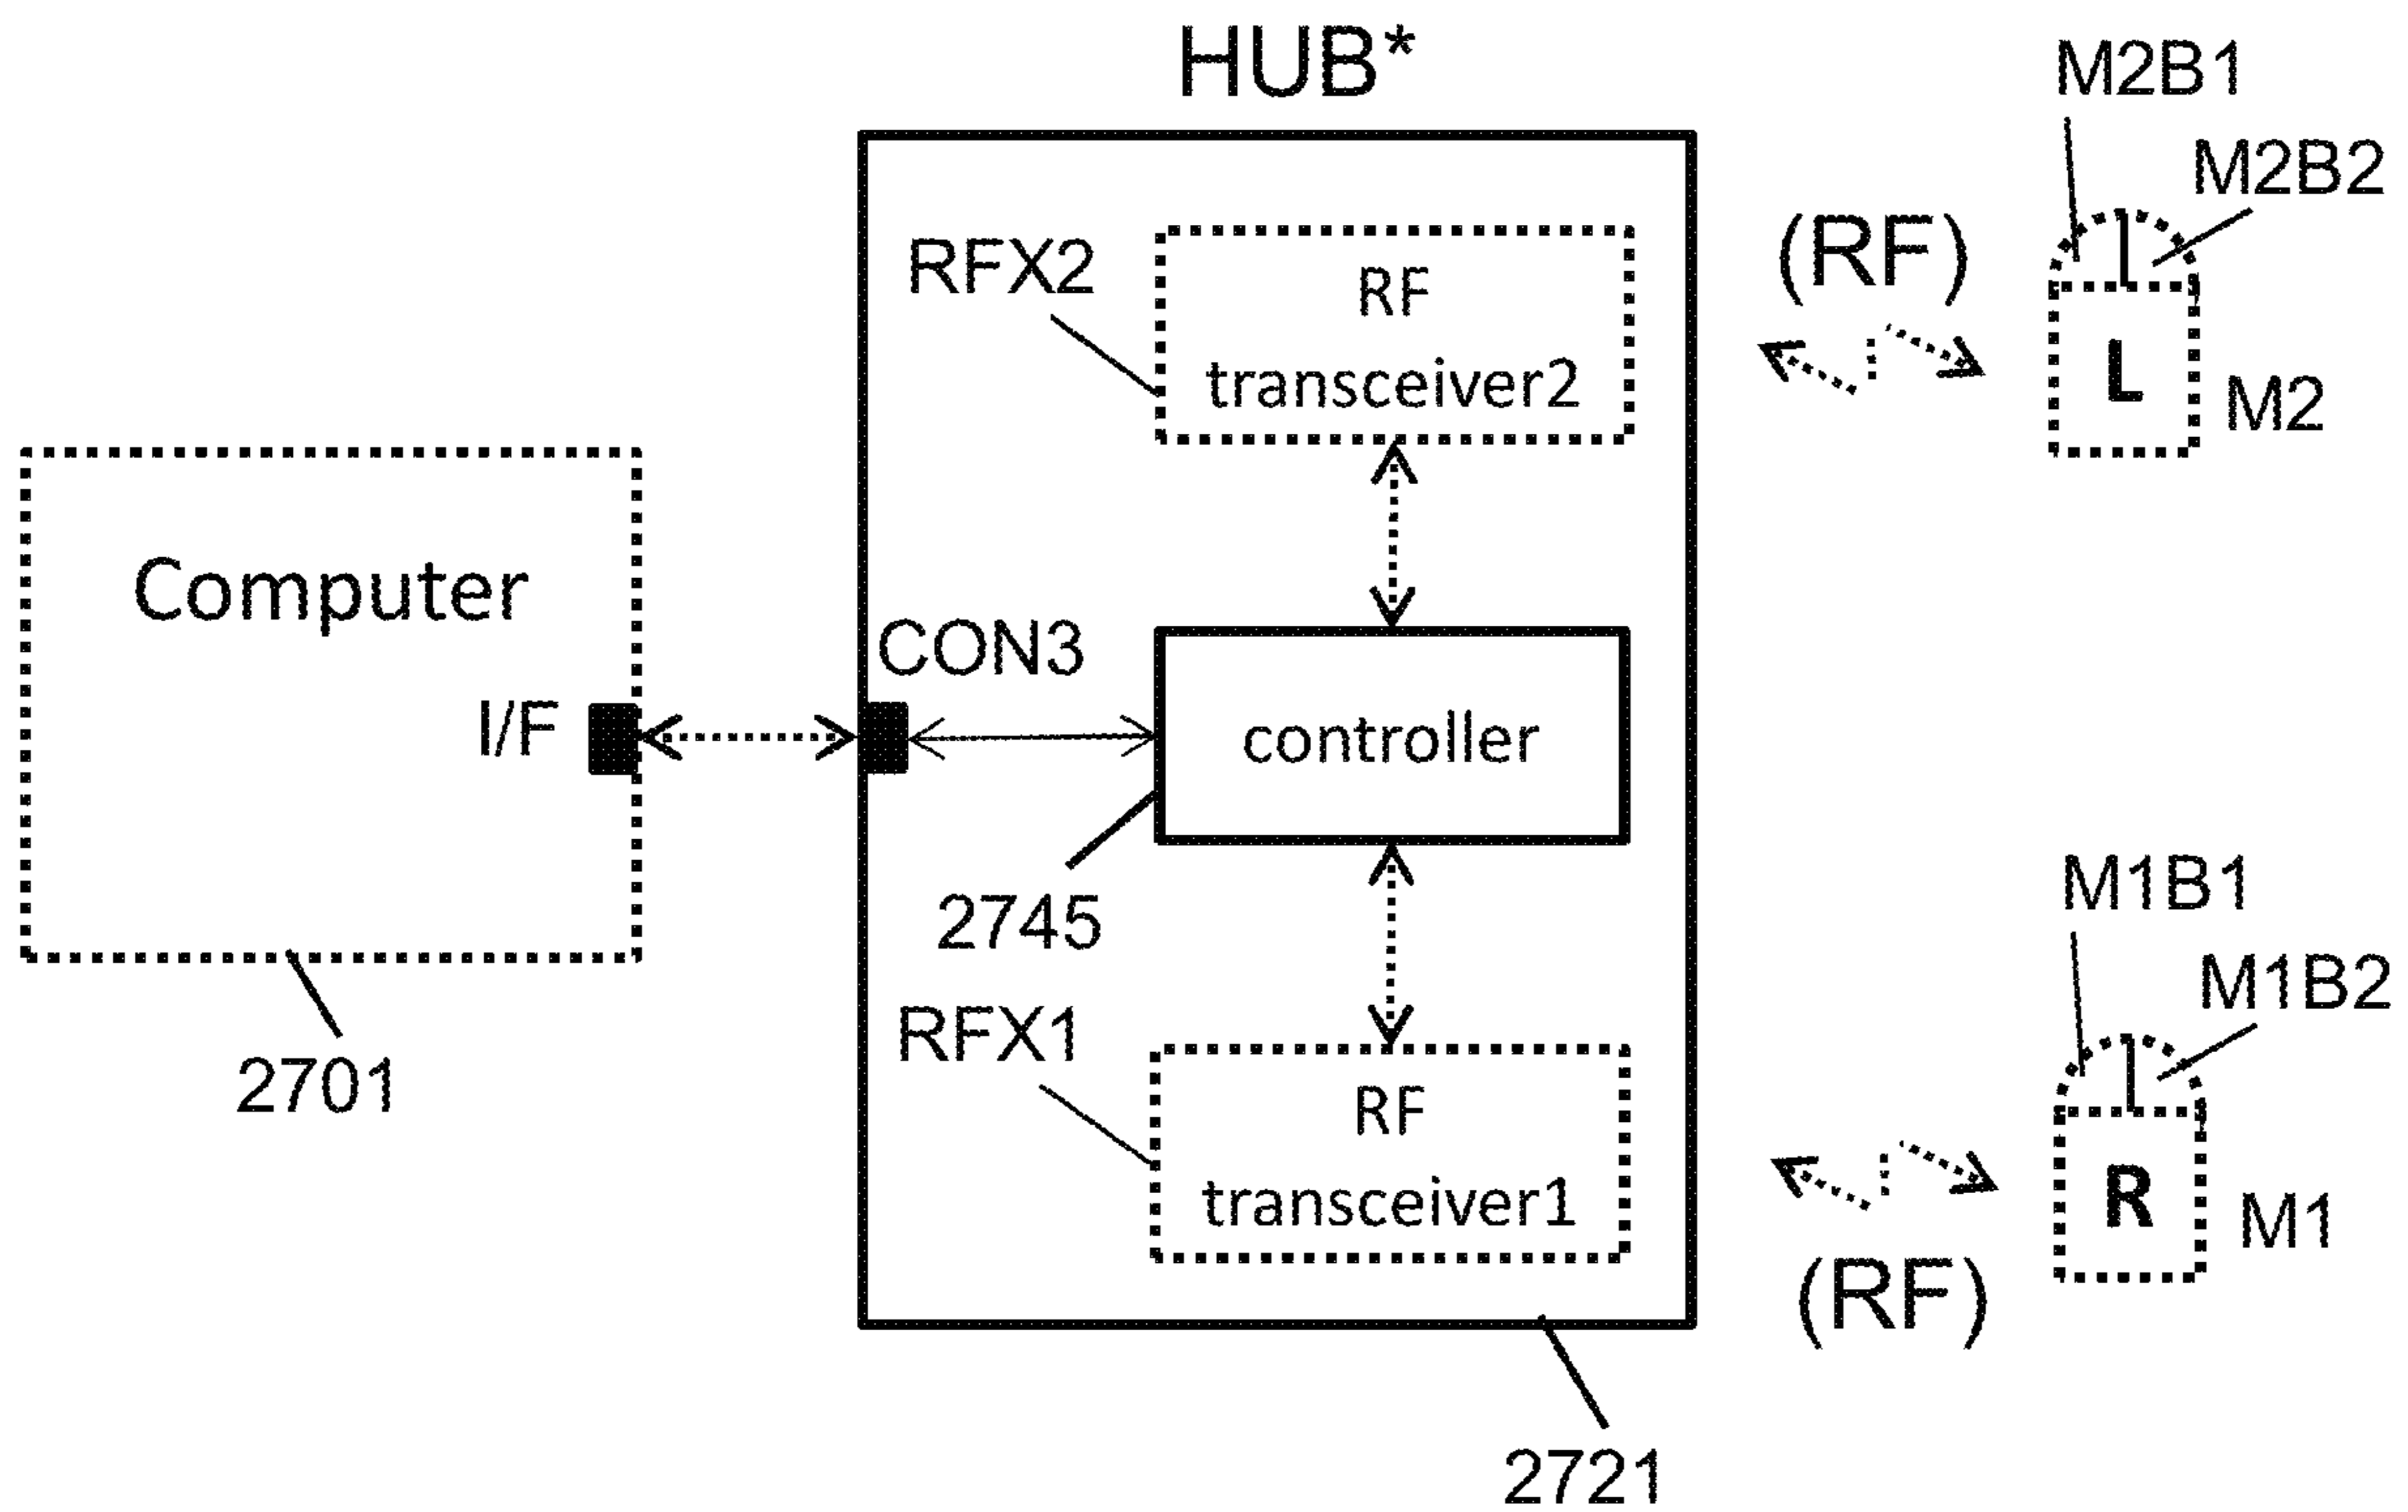 HUB*
M2B1
M2B2
RFX2
RF
transceiver2
(RF)
L
M2
Computer
I/F
CON3
controller
2745
2701
RFX1
RF
transceiver1
M1B1
M1B2
R
M1
(RF)
2721